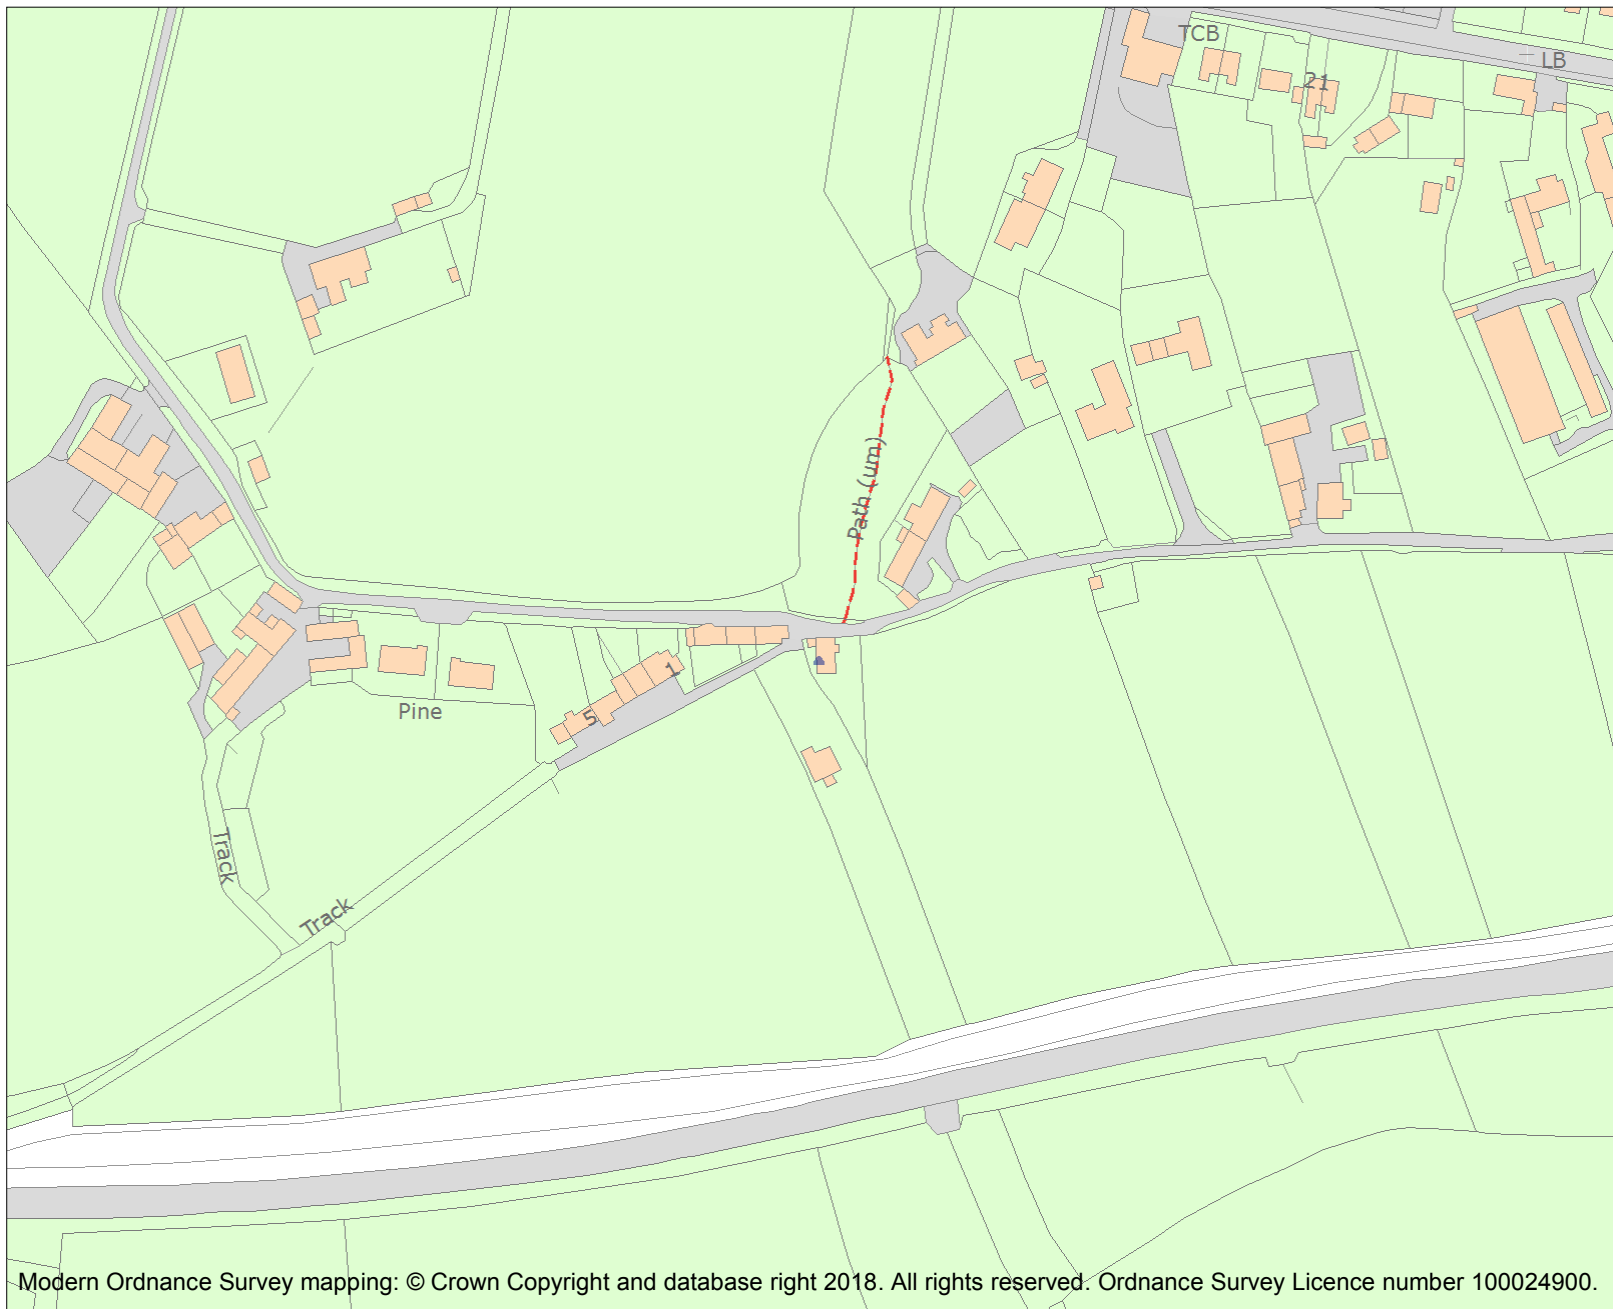 TCB
LB
21
Path (um)
1
5
Pine
Track
Track
Modern Ordnance Survey mapping: © Crown Copyright and database right 2018. All rights reserved. Ordnance Survey Licence number 100024900.